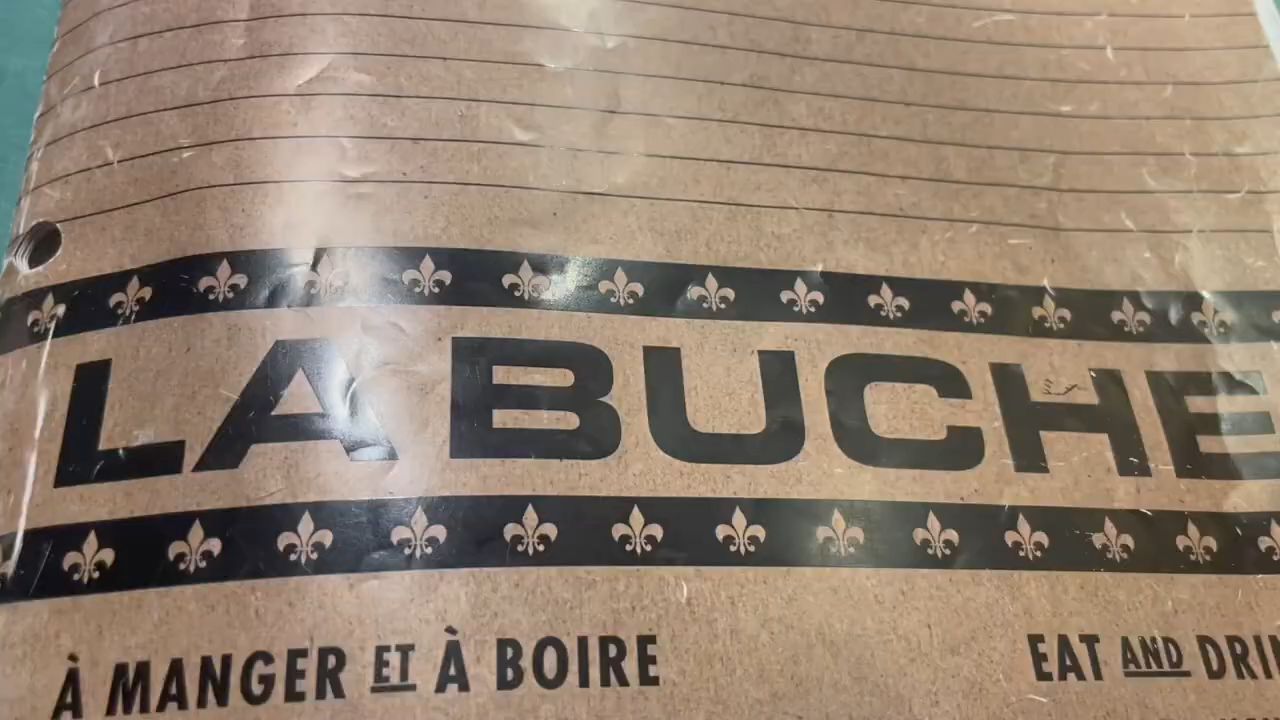 LA BUCHE
À MANGER ET À BOIRE
EAT AND